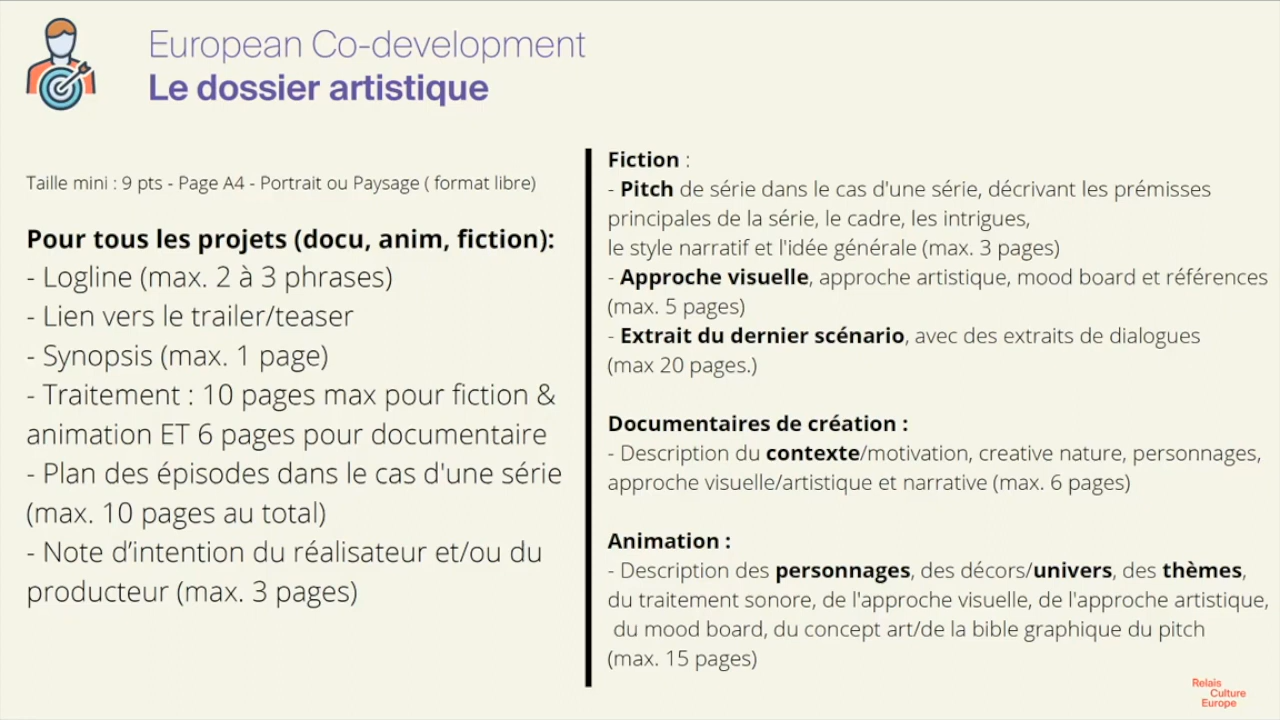 European Co-development
Le dossier artistique
Taille mini : 9 pts - Page A4 - Portrait ou Paysage ( format libre)
Pour tous les projets (docu, anim, fiction):
- Logline (max. 2 à 3 phrases)
- Lien vers le trailer/teaser
- Synopsis (max. 1 page)
- Traitement : 10 pages max pour fiction &
animation ET 6 pages pour documentaire
- Plan des épisodes dans le cas d'une série
(max. 10 pages au total)
- Note d’intention du réalisateur et/ou du
producteur (max. 3 pages)
Fiction :
- Pitch de série dans le cas d'une série, décrivant les prémisses
principales de la série, le cadre, les intrigues,
le style narratif et l'idée générale (max. 3 pages)
- Approche visuelle, approche artistique, mood board et références
(max. 5 pages)
- Extrait du dernier scénario, avec des extraits de dialogues
(max 20 pages.)
Documentaires de création :
- Description du contexte/motivation, creative nature, personnages,
approche visuelle/artistique et narrative (max. 6 pages)
Animation :
- Description des personnages, des décors/univers, des thèmes,
du traitement sonore, de l'approche visuelle, de l'approche artistique,
du mood board, du concept art/de la bible graphique du pitch
(max. 15 pages)
Relais
Culture
Europe